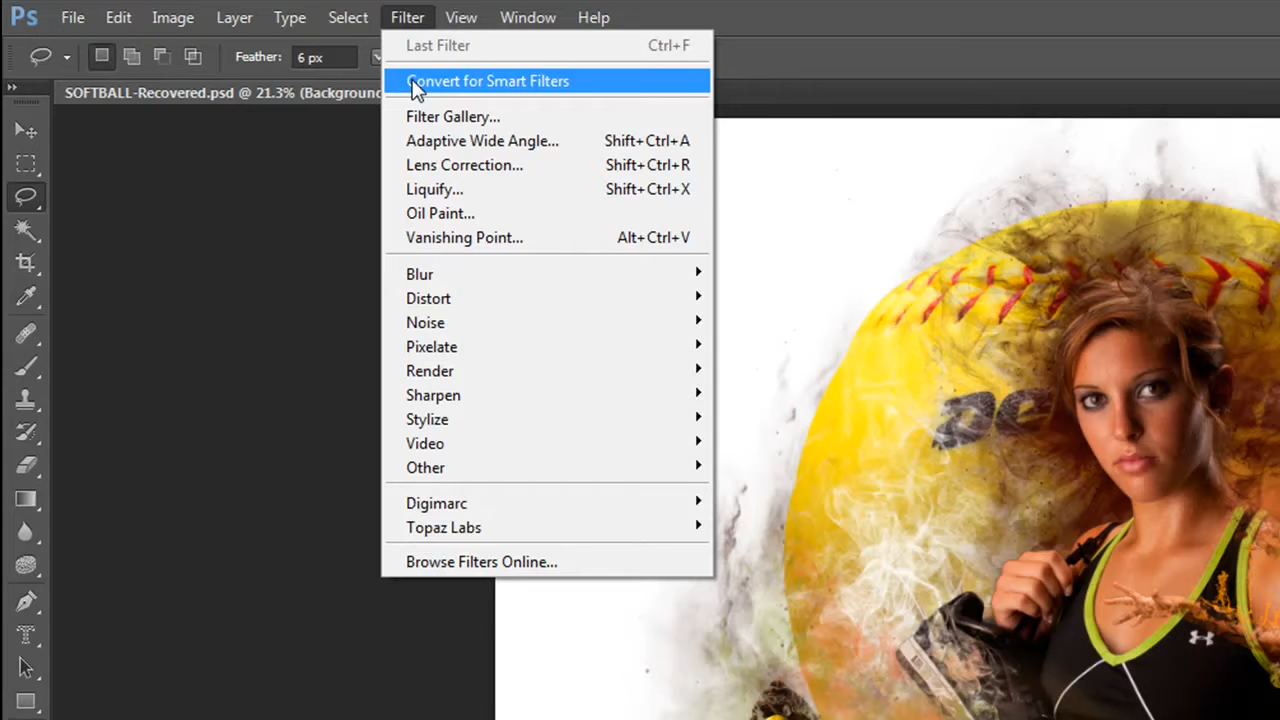 Ps File Edit Image Layer Type Select Filter View Window Help
Feather: 6 px
SOFTBALL-Recovered.psd @ 21.3% (Background
Last Filter Ctrl+F
Convert for Smart Filters
Filter Gallery...
Adaptive Wide Angle... Shift+Ctrl+A
Lens Correction... Shift+Ctrl+R
Liquify... Shift+Ctrl+X
Oil Paint...
Vanishing Point... Alt+Ctrl+V
Blur
Distort
Noise
Pixelate
Render
Sharpen
Stylize
Video
Other
Digimarc
Topaz Labs
Browse Filters Online...